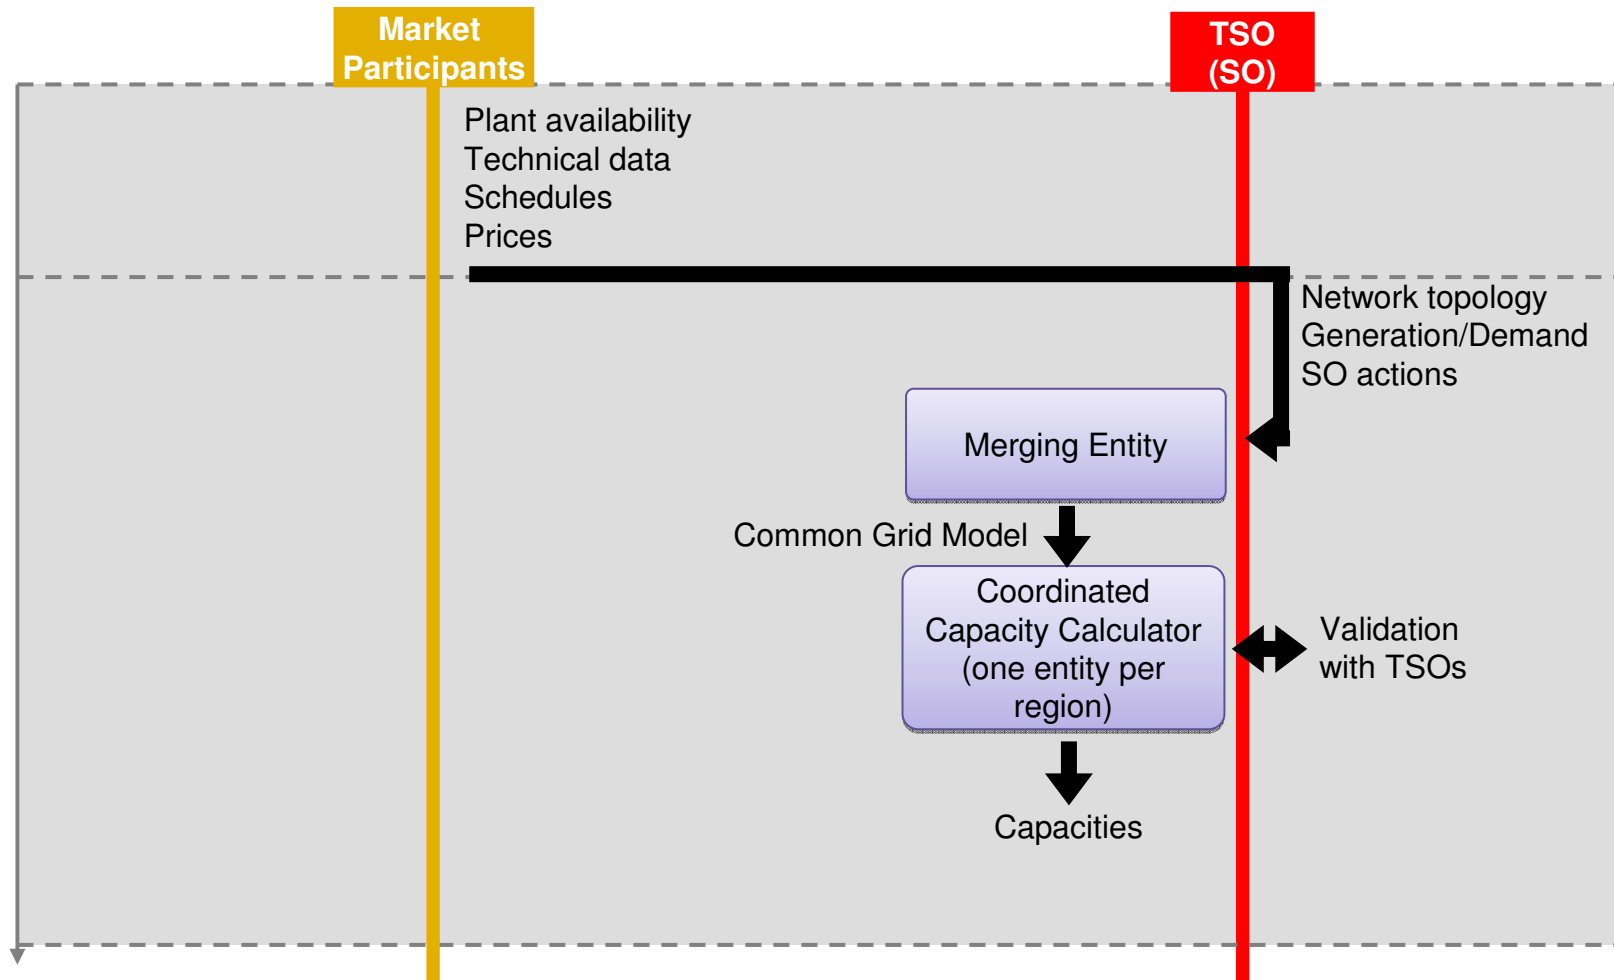 Market
Participants
TSO
(SO)
Plant availability
Technical data
Schedules
Prices
Network topology
Generation/Demand
SO actions
Merging Entity
Common Grid Model
Coordinated
Capacity Calculator
(one entity per
region)
Validation
with TSOs
Capacities